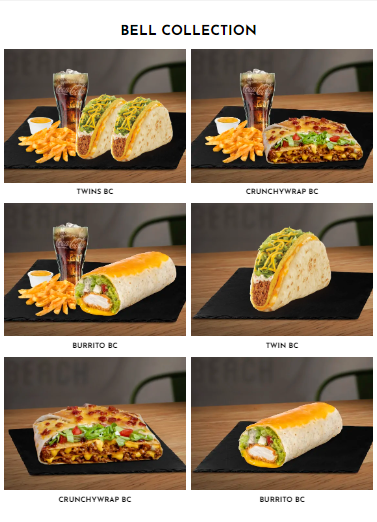 BELL COLLECTION
TWINS BC
CRUNCHYWRAP BC
BURRITO BC
TWIN BC
CRUNCHYWRAP BC
BURRITO BC